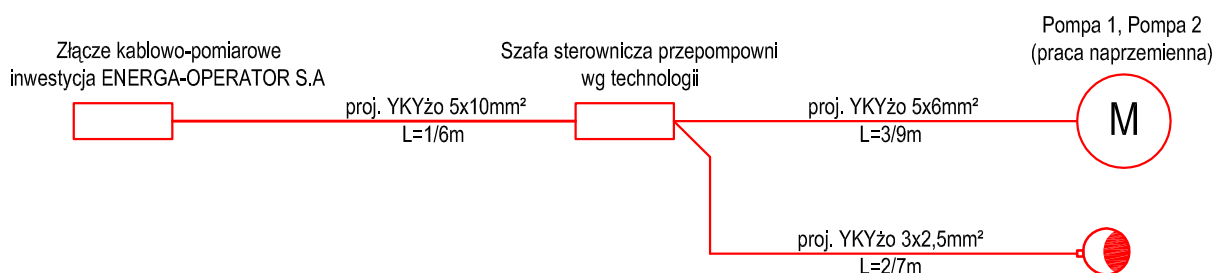 Złącze kablowo-pomiarowe
inwestycja ENERGA-OPERATOR S.A
proj. YKYżo 5x10mm²
L=1/6m
Szafa sterownicza przepompowni
wg technologii
proj. YKYżo 5x6mm²
L=3/9m
Pompa 1, Pompa 2
(praca naprzemienna)
M
proj. YKYżo 3x2,5mm²
L=2/7m